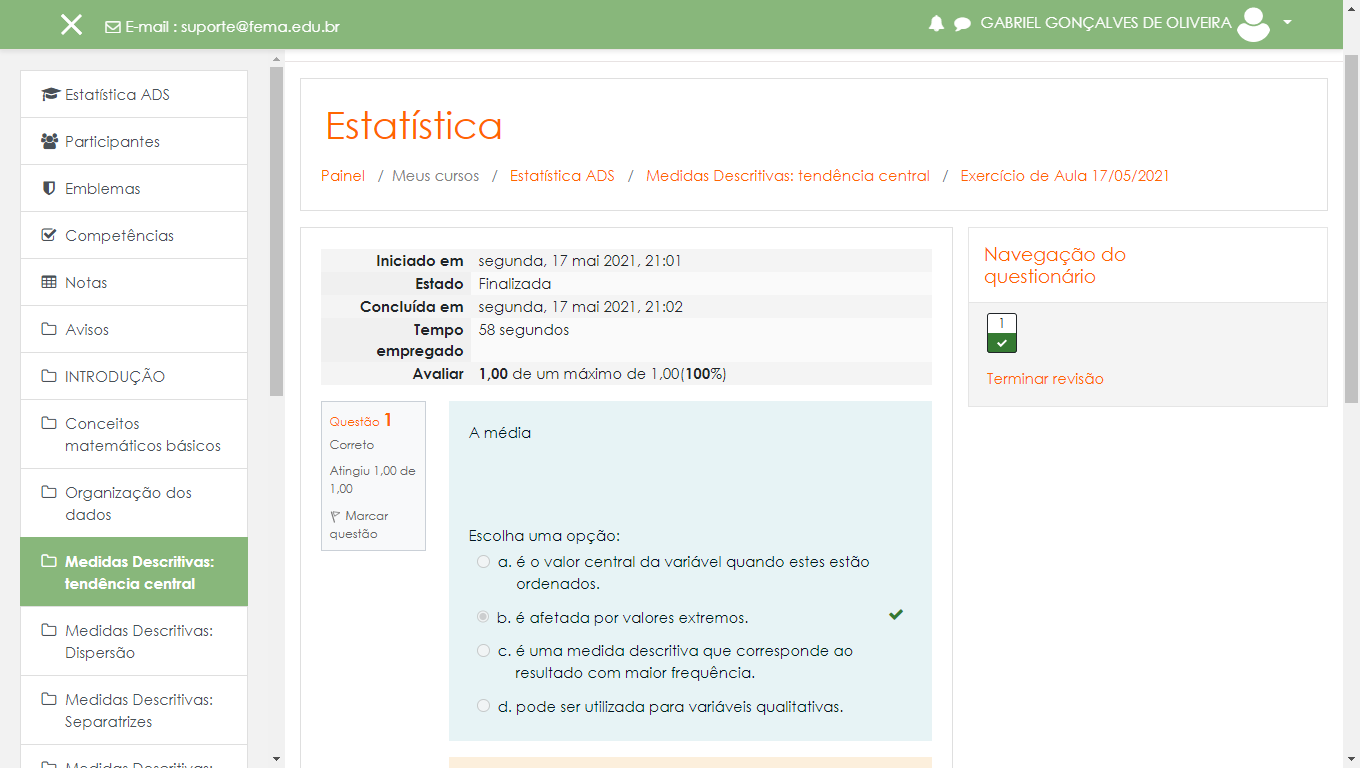 E-mail : suporte@fema.edu.br
GABRIEL GONÇALVES DE OLIVEIRA
Estatística ADS
Participantes
Emblemas
Competências
Notas
Avisos
INTRODUÇÃO
Conceitos
matemáticos básicos
Organização dos
dados
Medidas Descritivas:
tendência central
Medidas Descritivas:
Dispersão
Medidas Descritivas:
Separatrizes
Medidas Descritivas:
Estatística
Painel / Meus cursos / Estatística ADS / Medidas Descritivas: tendência central / Exercício de Aula 17/05/2021
Iniciado em segunda, 17 mai 2021, 21:01
Estado Finalizada
Concluída em segunda, 17 mai 2021, 21:02
Tempo 58 segundos
empregado
Avaliar 1,00 de um máximo de 1,00(100%)
Questão 1
Correto
Atingiu 1,00 de
1,00
Marcar
questão
A média
Escolha uma opção:
a. é o valor central da variável quando estes estão
ordenados.
b. é afetada por valores extremos.
c. é uma medida descritiva que corresponde ao
resultado com maior frequência.
d. pode ser utilizada para variáveis qualitativas.
Navegação do
questionário
1
Terminar revisão